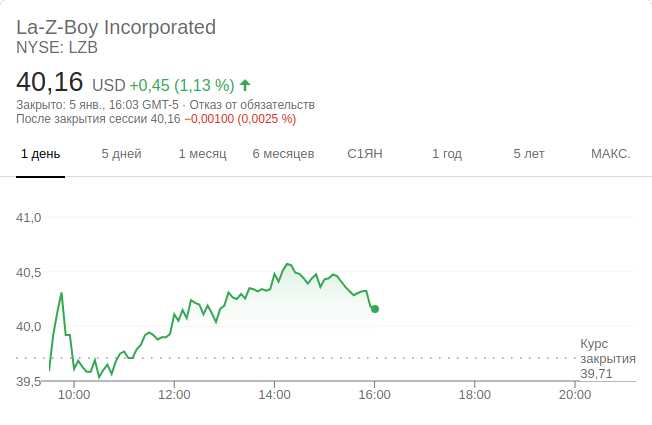 La-Z-Boy Incorporated
NYSE: LZB
40,16 USD +0,45 (1,13 %)
Закрыто: 5 янв., 16:03 GMT-5 · Отказ от обязательств
После закрытия сессии 40,16 −0,00100 (0,0025 %)
1 день 5 дней 1 месяц 6 месяцев С1ЯН 1 год 5 лет МАКС.
41,0
40,5
40,0
Курс
закрытия
39,71
39,5
10:00 12:00 14:00 16:00 18:00 20:00